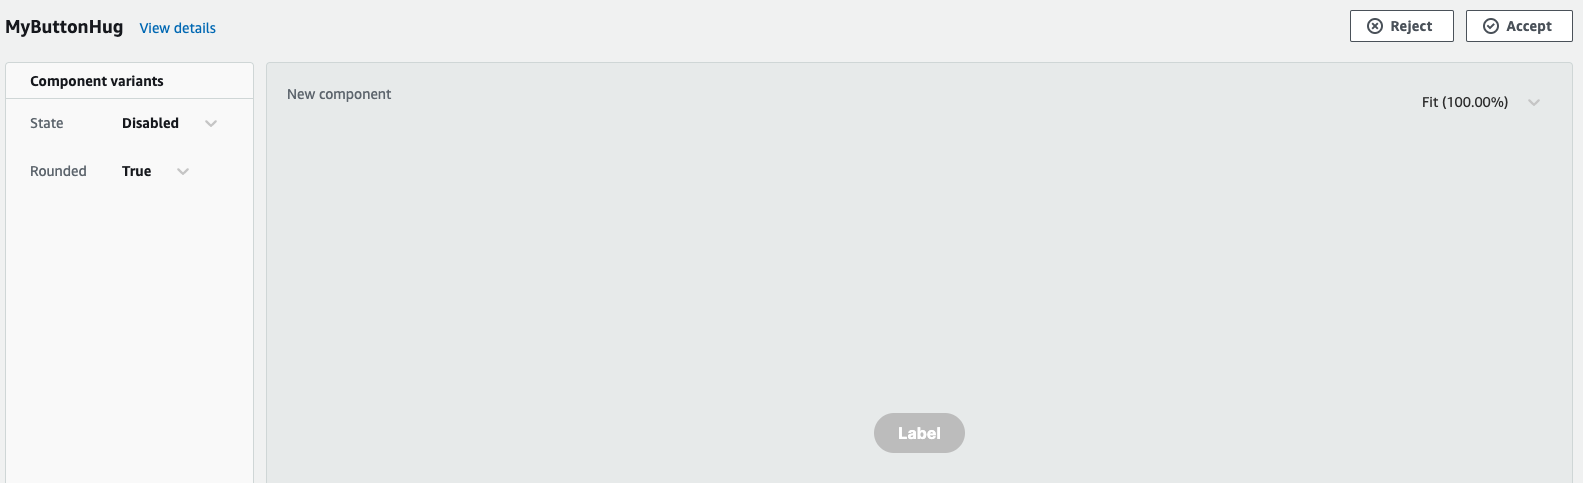 MyButtonHug View details Reject Accept
Component variants
New component
Fit (100.00%)
State Disabled
Rounded True
Label